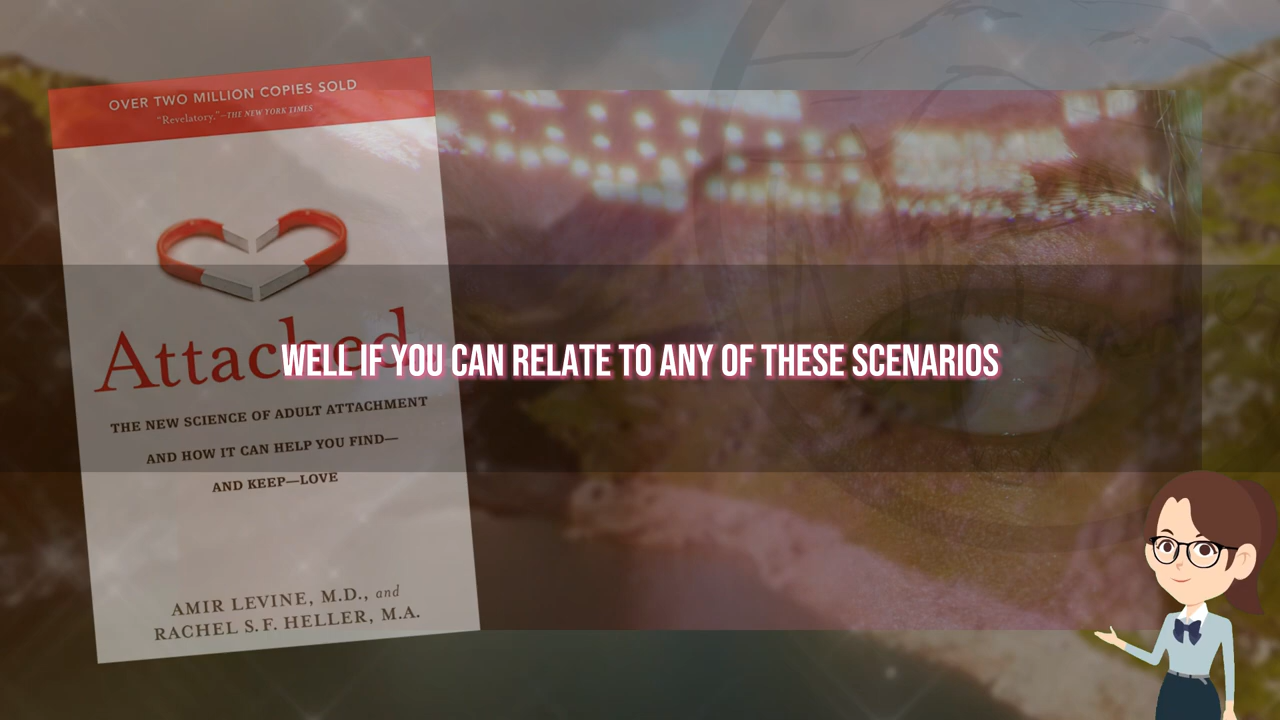 OVER TWO MILLION COPIES SOLD
“Revelatory.”—THE NEW YORK TIMES
Attached
WELL IF YOU CAN RELATE TO ANY OF THESE SCENARIOS
THE NEW SCIENCE OF ADULT ATTACHMENT
AND HOW IT CAN HELP YOU FIND—
AND KEEP—LOVE
AMIR LEVINE, M.D., and
RACHEL S. F. HELLER, M.A.